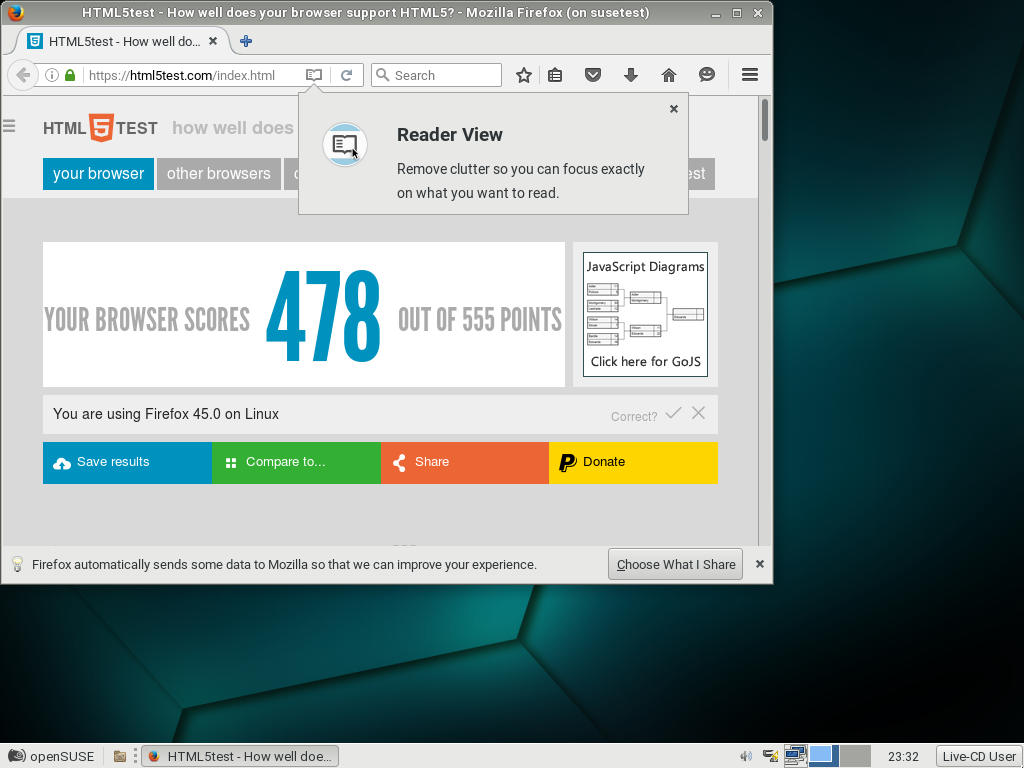 HTML5test - How well does your browser support HTML5? - Mozilla Firefox (on susetest)
HTML5test - How well do...
https://html5test.com/index.html
Search
HTML 5 TEST how well does
Reader View
Remove clutter so you can focus exactly
on what you want to read.
your browser other browsers
YOUR BROWSER SCORES 478 OUT OF 555 POINTS
JavaScript Diagrams
Click here for GoJS
You are using Firefox 45.0 on Linux
Correct?
Save results
Compare to...
Share
Donate
Firefox automatically sends some data to Mozilla so that we can improve your experience.
Choose What I Share
openSUSE
HTML5test - How well doe...
23:32
Live-CD User